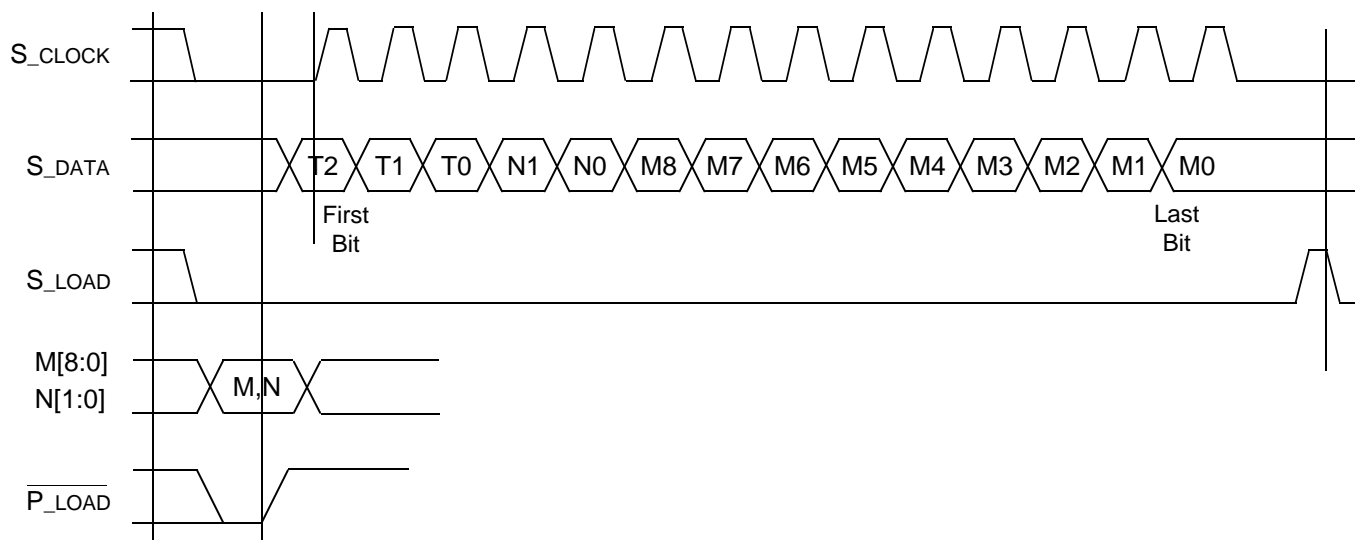 S_CLOCK
S_DATA
T2 T1 T0 N1 N0 M8 M7 M6 M5 M4 M3 M2 M1 M0
First
Bit
Last
Bit
S_LOAD
M[8:0]
N[1:0]
M,N
P_LOAD